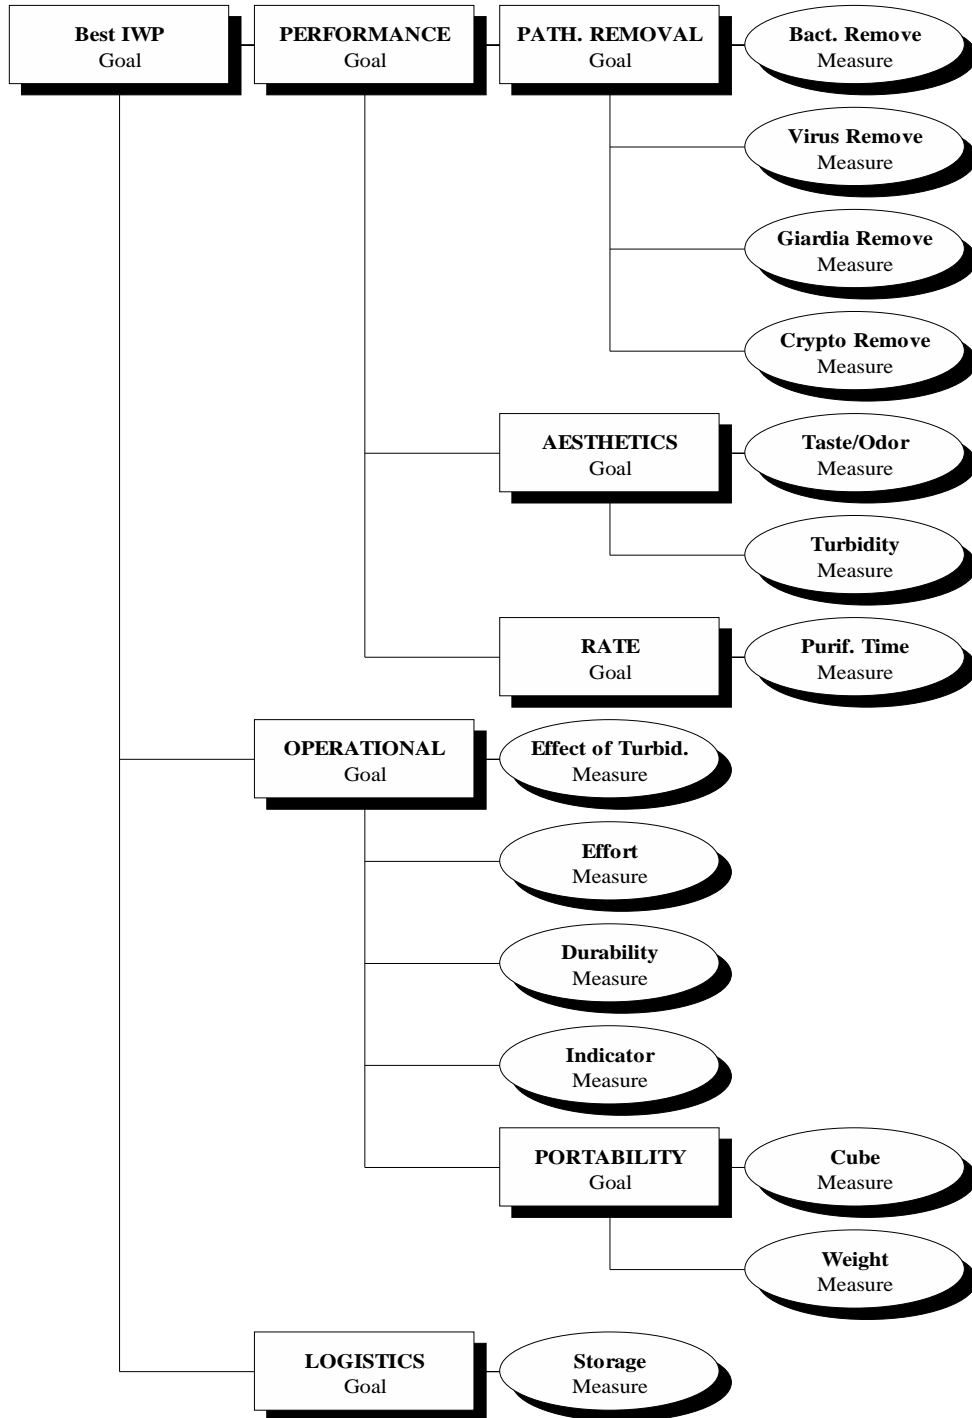 Best IWP
Goal
PERFORMANCE
Goal
PATH. REMOVAL
Goal
Bact. Remove
Measure
Virus Remove
Measure
Giardia Remove
Measure
Crypto Remove
Measure
AESTHETICS
Goal
Taste/Odor
Measure
Turbidity
Measure
RATE
Goal
Purif. Time
Measure
OPERATIONAL
Goal
Effect of Turbid.
Measure
Effort
Measure
Durability
Measure
Indicator
Measure
PORTABILITY
Goal
Cube
Measure
Weight
Measure
LOGISTICS
Goal
Storage
Measure